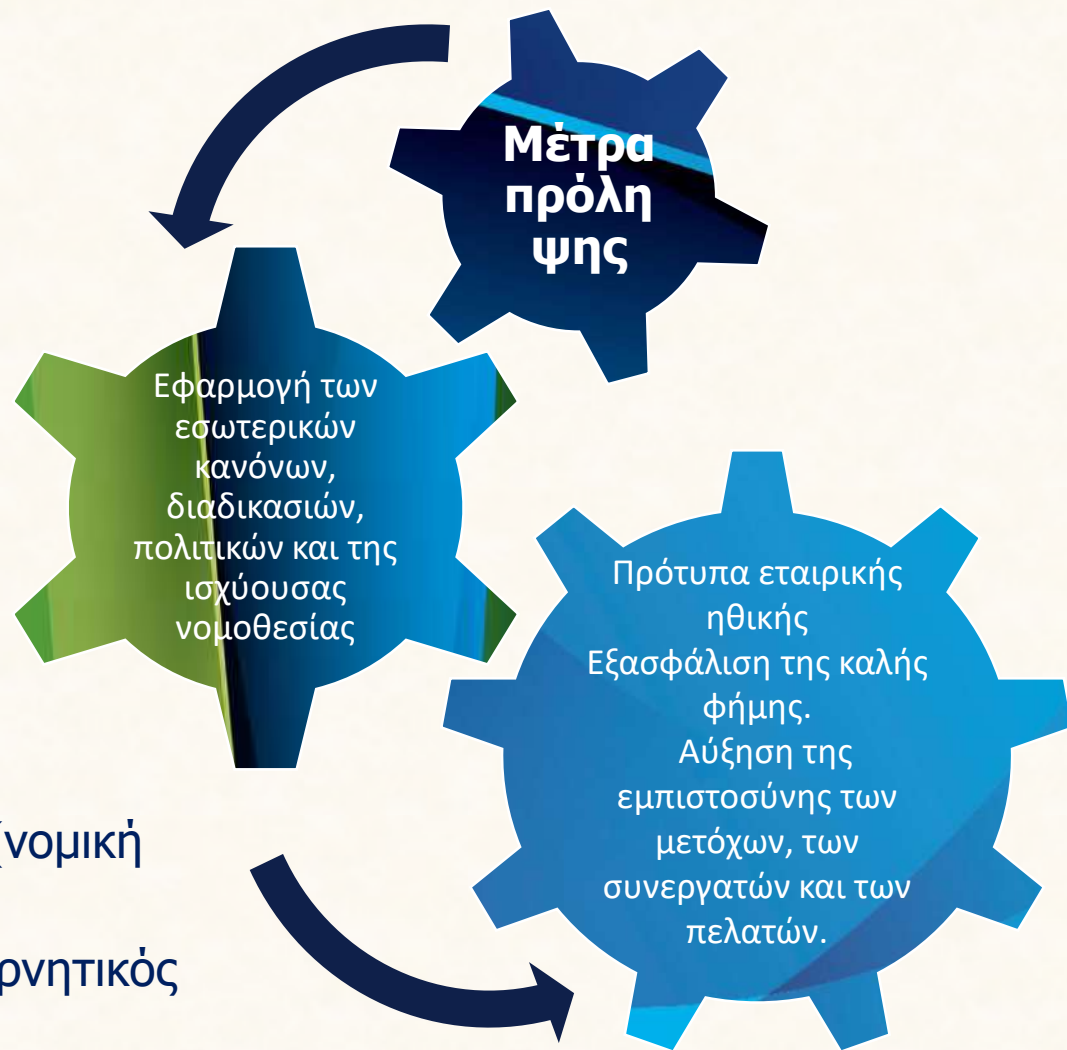 Μέτρα
πρόλη
ψης
Εφαρμογή των
εσωτερικών
κανόνων,
διαδικασιών,
πολιτικών και της
ισχύουσας
νομοθεσίας
Πρότυπα εταιρικής
ηθικής
Εξασφάλιση της καλής
φήμης.
Αύξηση της
εμπιστοσύνης των
μετόχων, των
συνεργατών και των
πελατών.
νομική